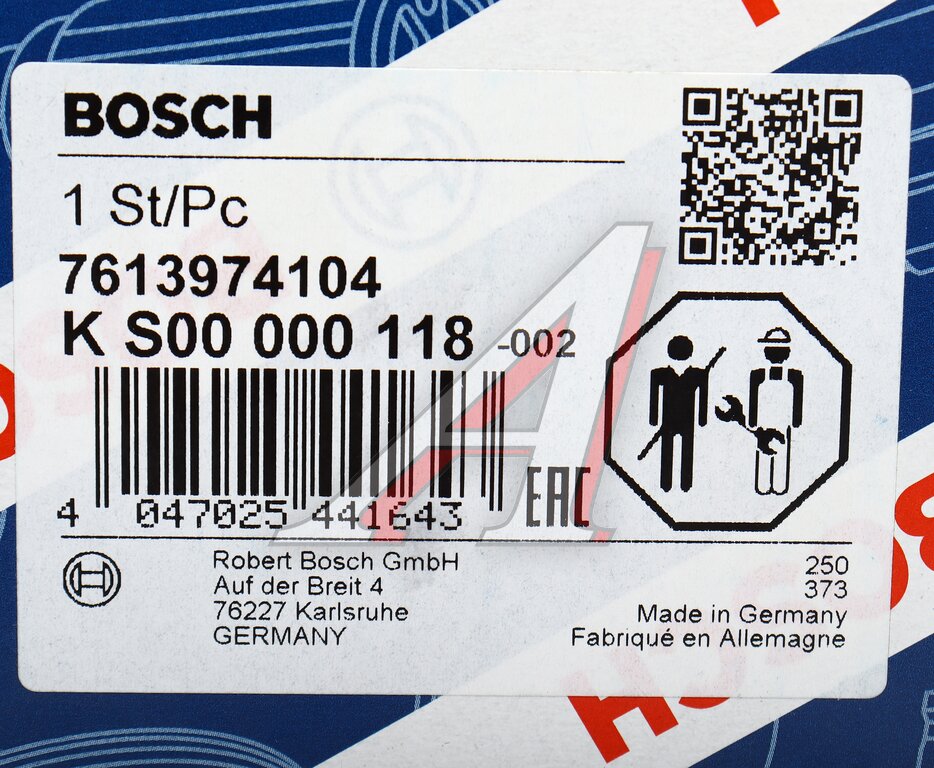 BOSCH
1 St/Pc
7613974104
K S00 000 118 -002
4 047025 441643
EAC
Robert Bosch GmbH
Auf der Breit 4
76227 Karlsruhe
GERMANY
250
373
Made in Germany
Fabriqué en Allemagne